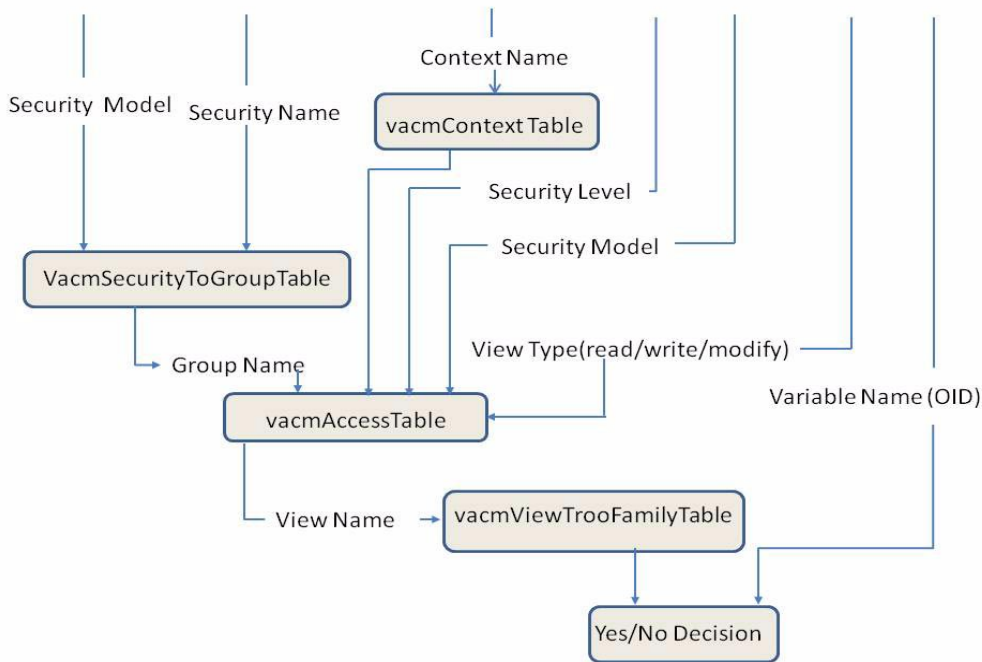 Context Name
Security Model
Security Name
vacmContext Table
Security Level
Security Model
VacmSecurityToGroupTable
View Type(read/write/modify)
Group Name
Variable Name (OID)
vacmAccessTable
View Name
vacmViewTrooFamilyTable
Yes/No Decision